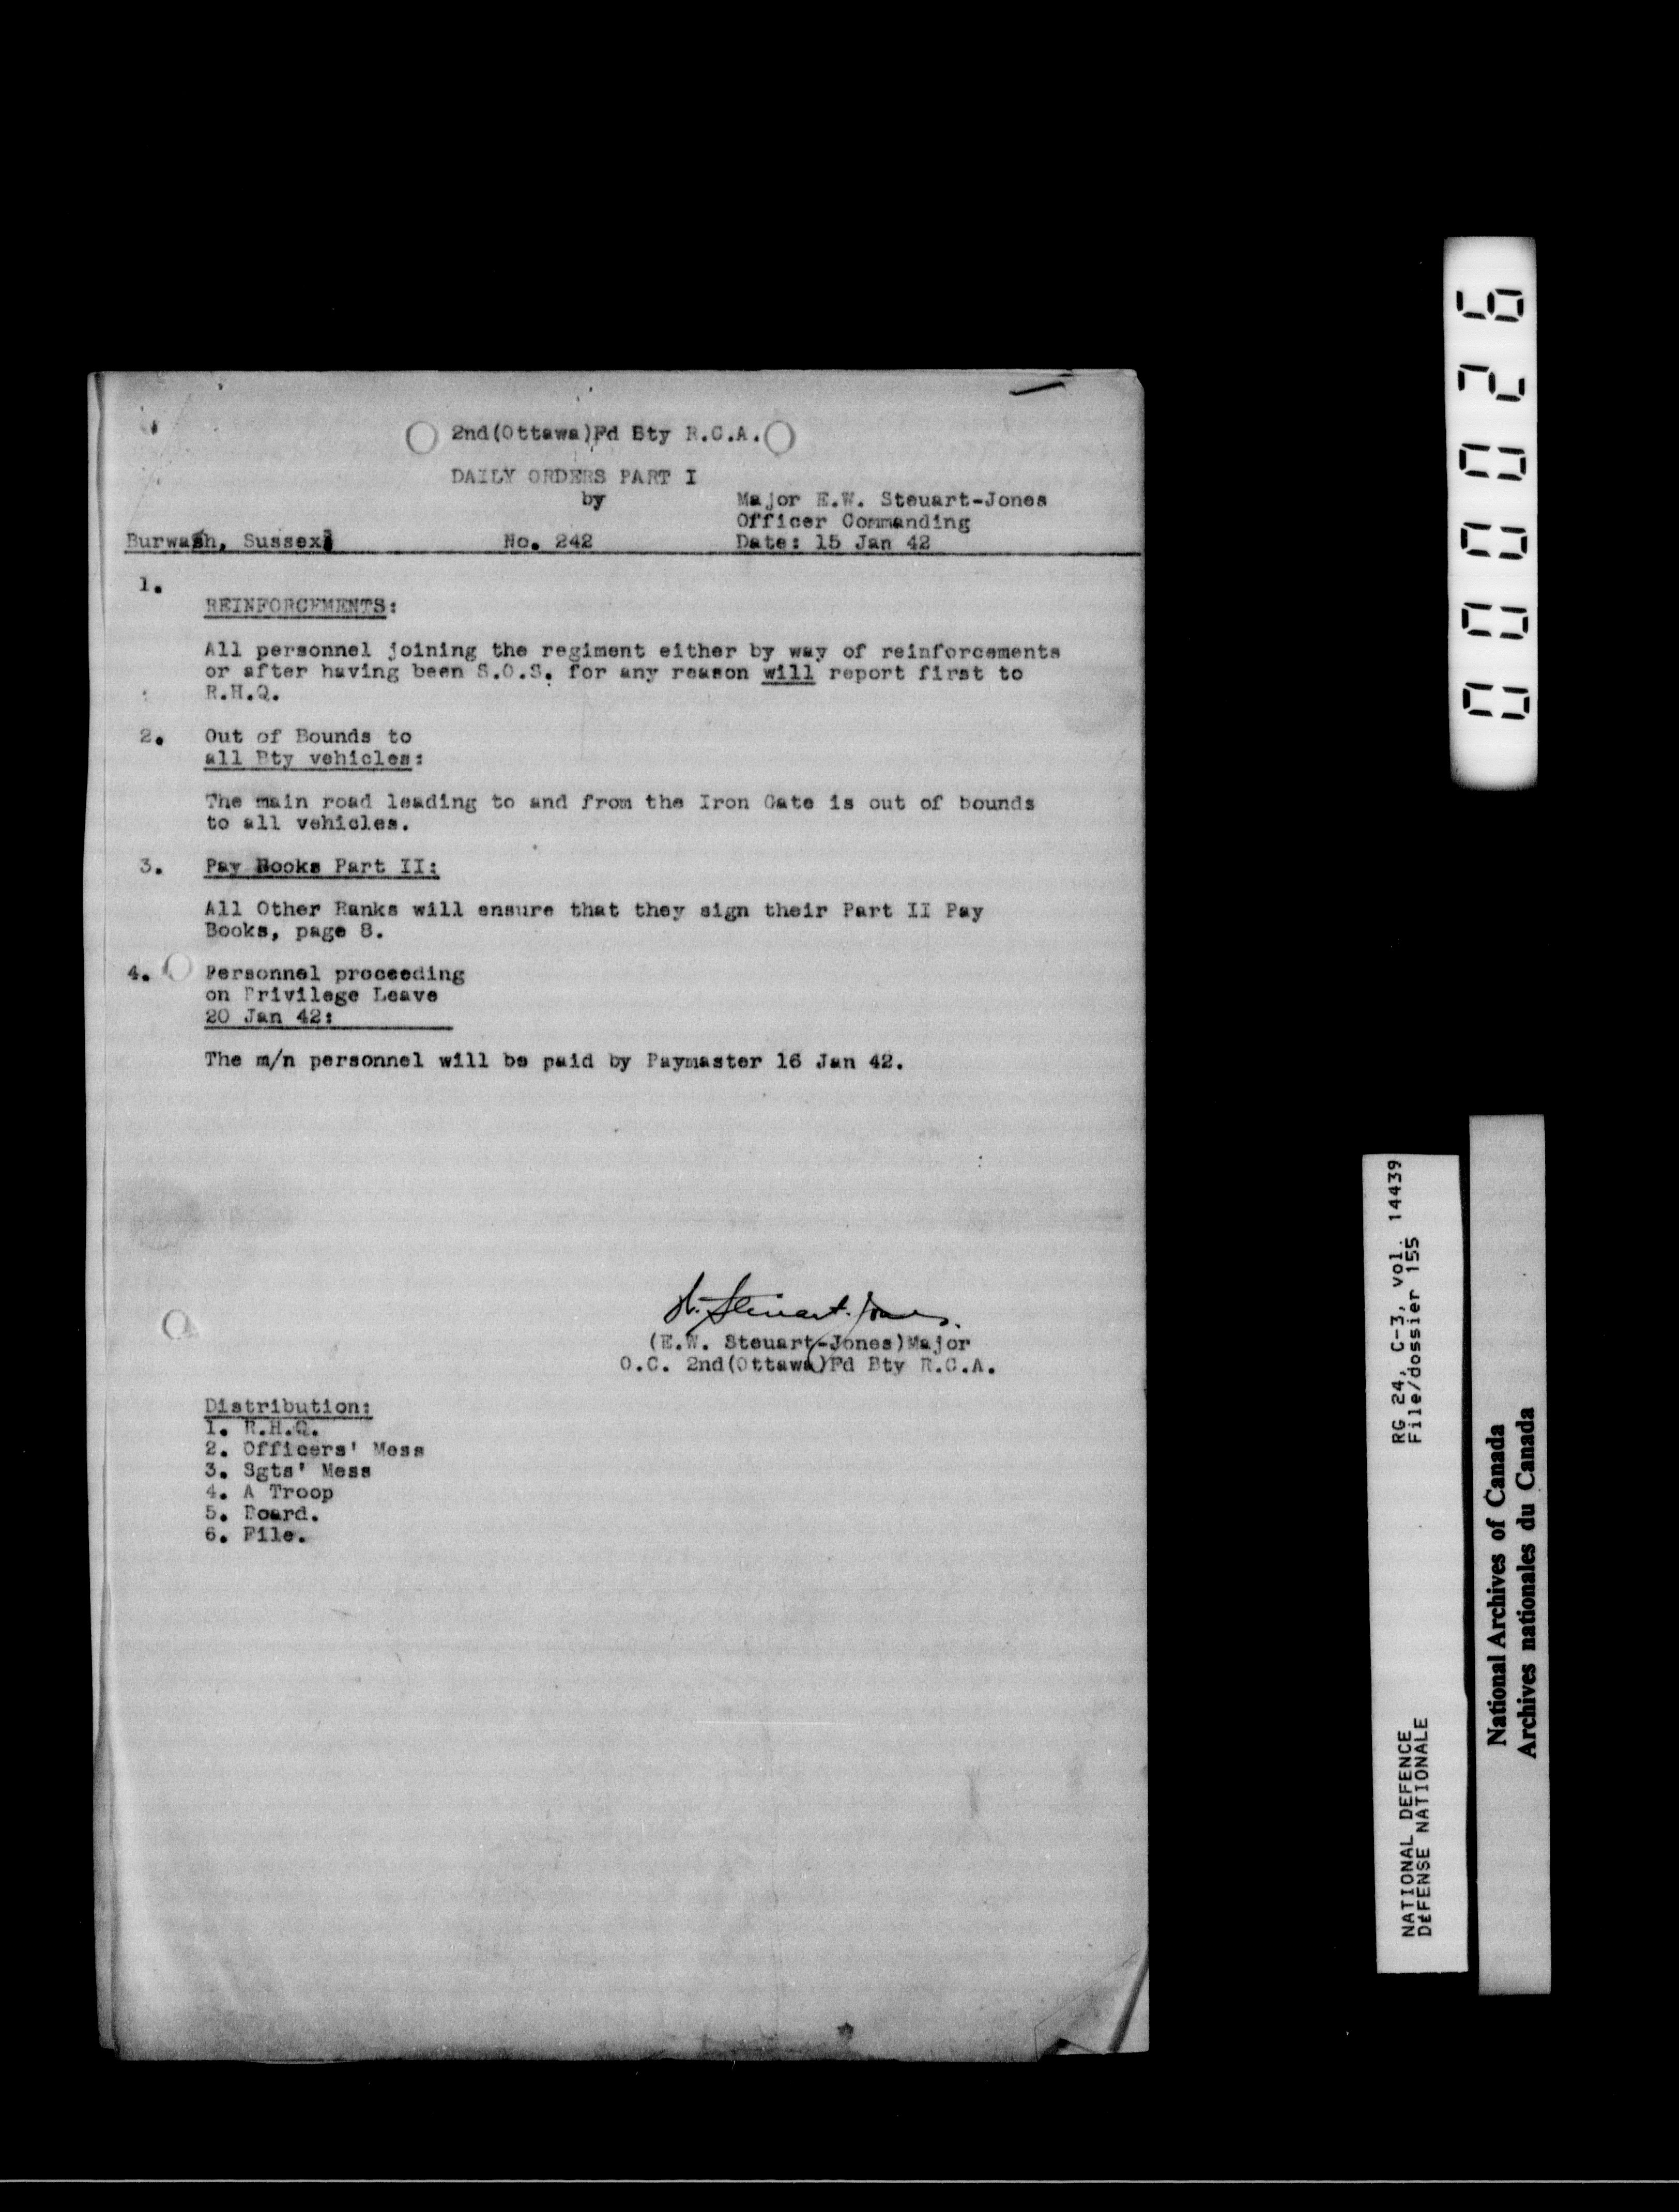 2nd(Ottawa)Fd Bty R.C.A.
DAILY ORDERS PART I
by
Major E.W. Steuart-Jones
Officer Commanding
Burwash, Sussex No. 242 Date: 15 Jan 42
1.
REINFORCEMENTS:
All personnel joining the regiment either by way of reinforcements
or after having been S.O.S. for any reason will report first to
R.H.Q.
2. Out of Bounds to
all Bty vehicles:
The main road leading to and from the Iron Gate is out of bounds
to all vehicles.
3. Pay Books Part II:
All Other Ranks will ensure that they sign their Part II Pay
Books, page 8.
4. Personnel proceeding
on Privilege Leave
20 Jan 42:
The m/n personnel will be paid by Paymaster 16 Jan 42.
Steuart-Jones.
(E.W. Steuart-Jones)Major
O.C. 2nd(Ottawa)Fd Bty R.C.A.
Distribution:
1. R.H.Q.
2. Officers' Mess
3. Sgts' Mess
4. A Troop
5. Board.
6. File.
000026
RG 24, C-3, vol. 14439
File/dossier 155
NATIONAL DEFENCE
DÉFENSE NATIONALE
National Archives of Canada
Archives nationales du Canada